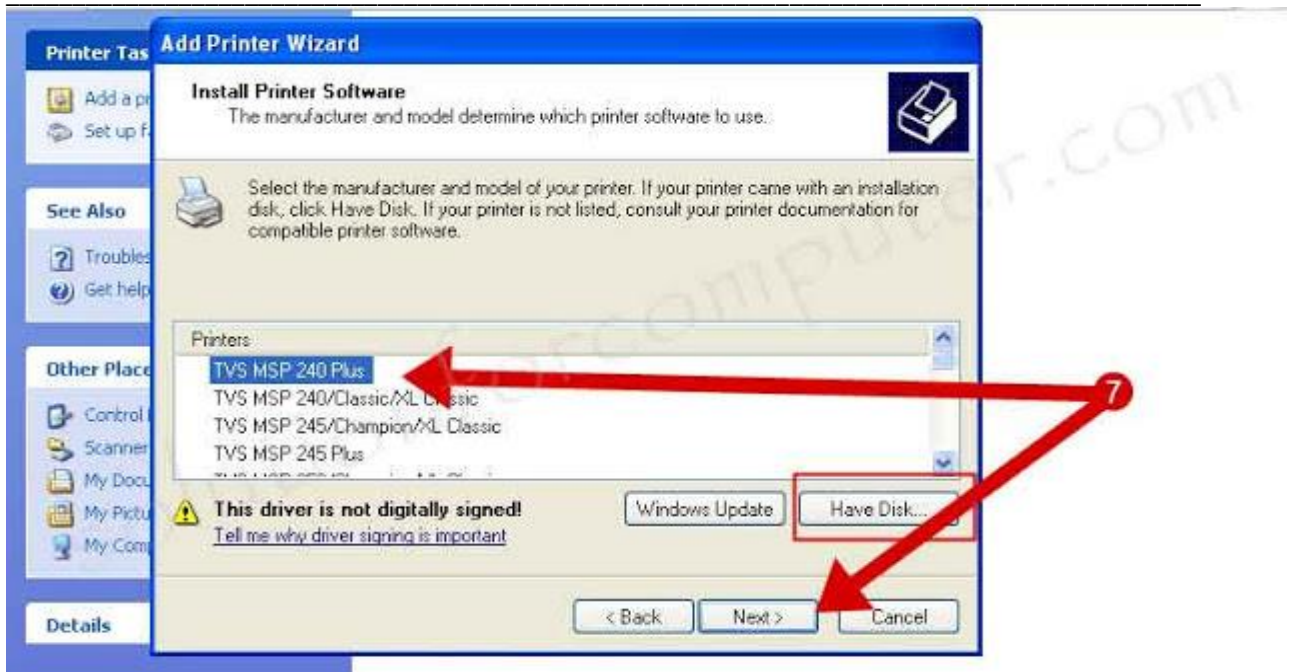 Printer Tas
Add a pr
Set up f
See Also
Troubles
Get help
Other Place
Control
Scanner
My Docu
My Pictu
My Com
Details
Add Printer Wizard
Install Printer Software
The manufacturer and model determine which printer software to use.
Select the manufacturer and model of your printer. If your printer came with an installation
disk, click Have Disk. If your printer is not listed, consult your printer documentation for
compatible printer software.
Printers
TVS MSP 240 Plus
TVS MSP 240/Classic/XL Classic
TVS MSP 245/Champion/XL Classic
TVS MSP 245 Plus
This driver is not digitally signed!
Tell me why driver signing is important
Windows Update
Have Disk...
< Back
Next >
Cancel
7